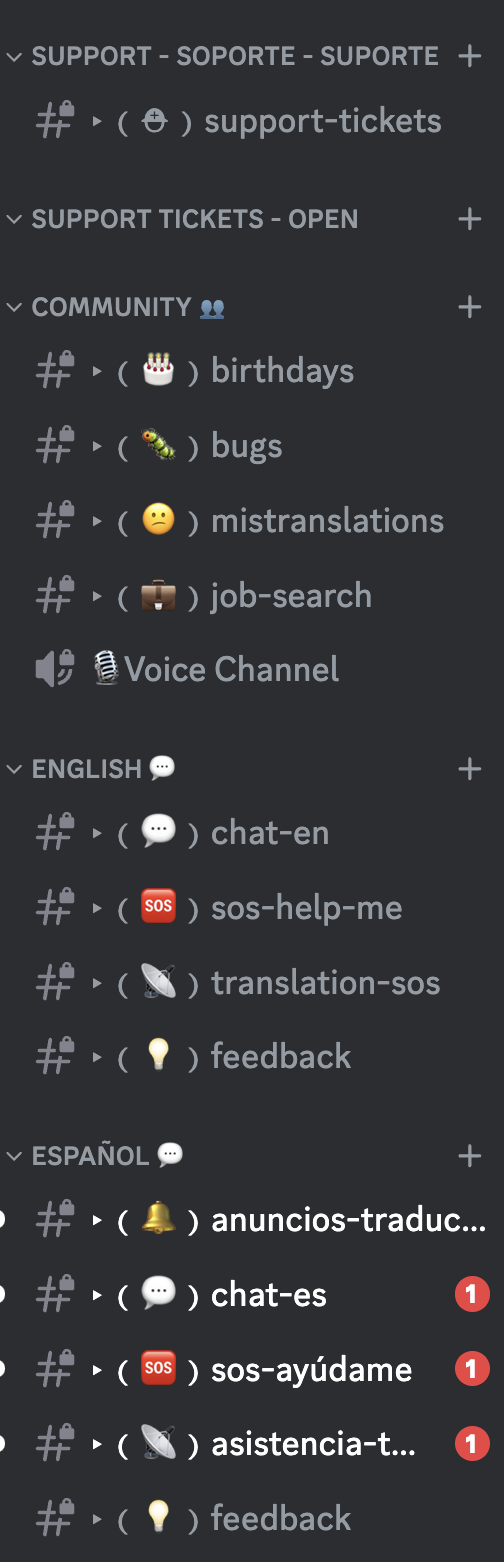 SUPPORT - SOPORTE - SUPORTE
( ⛑ ) support-tickets
SUPPORT TICKETS - OPEN
COMMUNITY 👥
( 🎂 ) birthdays
( 🐛 ) bugs
( 😕 ) mistranslations
( 💼 ) job-search
🎙Voice Channel
ENGLISH 💬
( 💬 ) chat-en
( 🆘 ) sos-help-me
( 📡 ) translation-sos
( 💡 ) feedback
ESPAÑOL 💬
( 🔔 ) anuncios-traduc...
( 💬 ) chat-es 1
( 🆘 ) sos-ayúdame 1
( 📡 ) asistencia-t... 1
( 💡 ) feedback